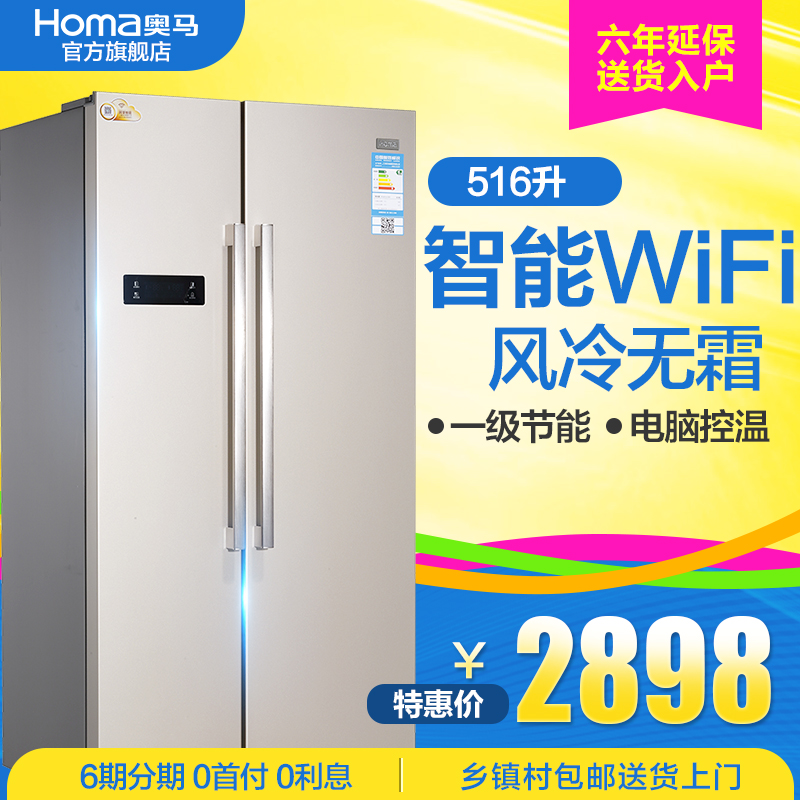 Homa奥马
官方旗舰店
六年延保
送货入户
516升
智能WiFi
风冷无霜
●一级节能 ●电脑控温
¥2898
特惠价
6期分期 0首付 0利息
乡镇村包邮送货上门